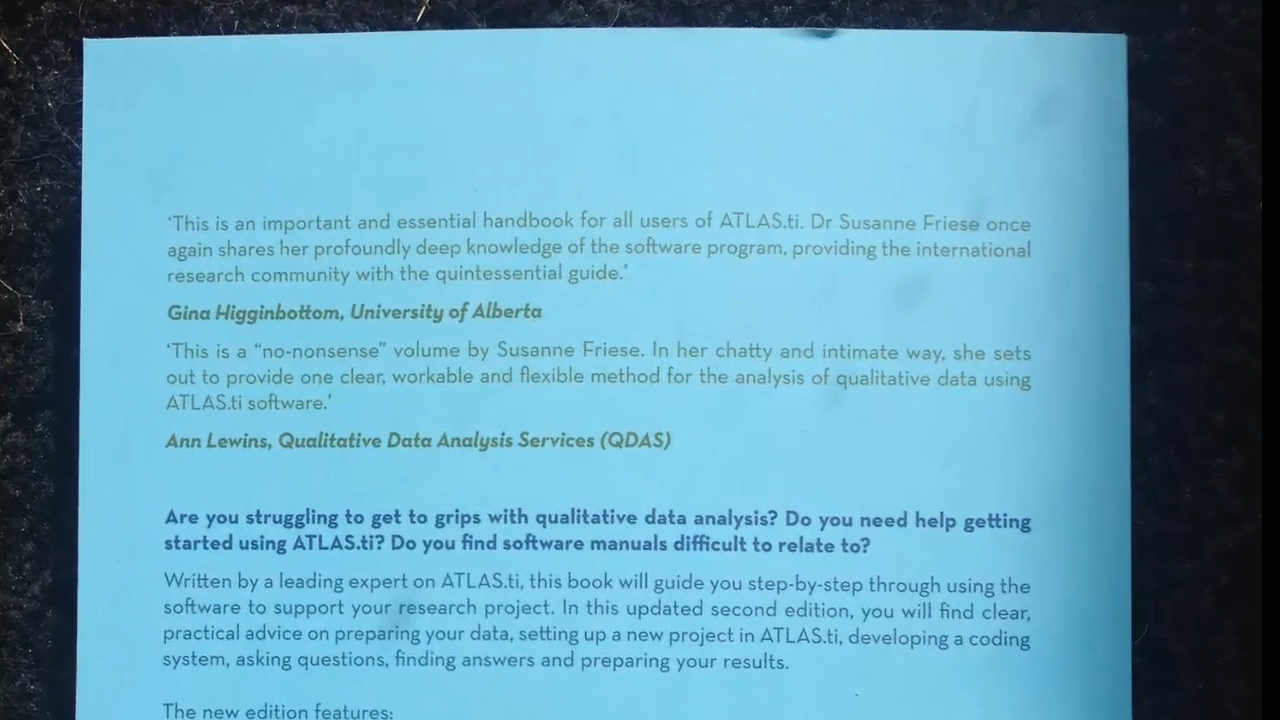 ‘This is an important and essential handbook for all users of ATLAS.ti. Dr Susanne Friese once
again shares her profoundly deep knowledge of the software program, providing the international
research community with the quintessential guide.’
Gina Higginbottom, University of Alberta
‘This is a “no-nonsense” volume by Susanne Friese. In her chatty and intimate way, she sets
out to provide one clear, workable and flexible method for the analysis of qualitative data using
ATLAS.ti software.’
Ann Lewins, Qualitative Data Analysis Services (QDAS)
Are you struggling to get to grips with qualitative data analysis? Do you need help getting
started using ATLAS.ti? Do you find software manuals difficult to relate to?
Written by a leading expert on ATLAS.ti, this book will guide you step-by-step through using the
software to support your research project. In this updated second edition, you will find clear,
practical advice on preparing your data, setting up a new project in ATLAS.ti, developing a coding
system, asking questions, finding answers and preparing your results.
The new edition features: